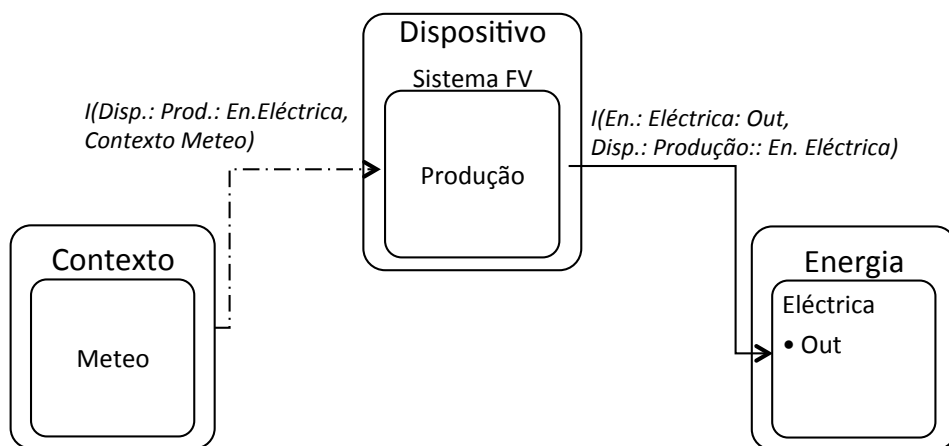 Dispositivo
Sistema FV
I(Disp.: Prod.: En.Eléctrica,
Contexto Meteo)
I(En.: Eléctrica: Out,
Disp.: Produção:: En. Eléctrica)
Produção
Contexto
Meteo
Energia
Eléctrica
• Out